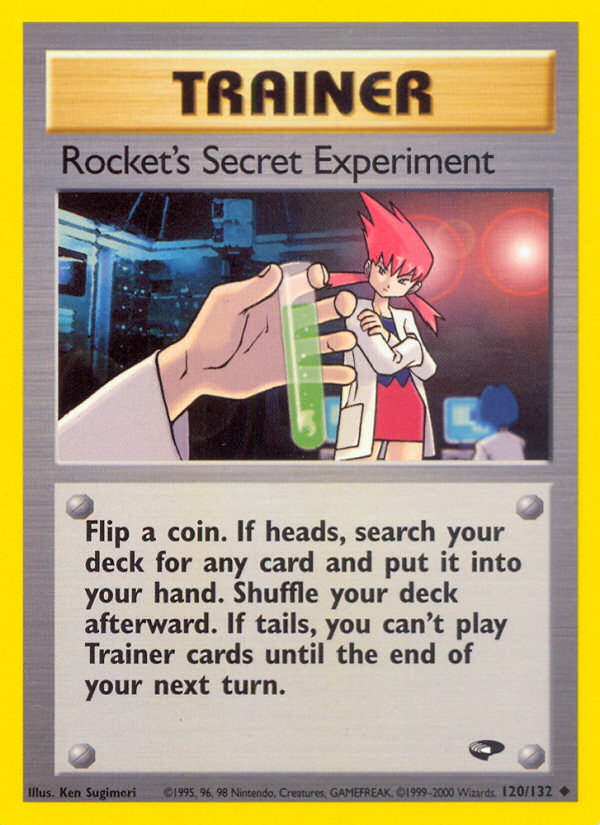 TRAINER
Rocket's Secret Experiment
Flip a coin. If heads, search your
deck for any card and put it into
your hand. Shuffle your deck
afterward. If tails, you can't play
Trainer cards until the end of
your next turn.
Illus. Ken Sugimori ©1995, 96, 98 Nintendo, Creatures, GAMEFREAK. ©1999–2000 Wizards. 120/132